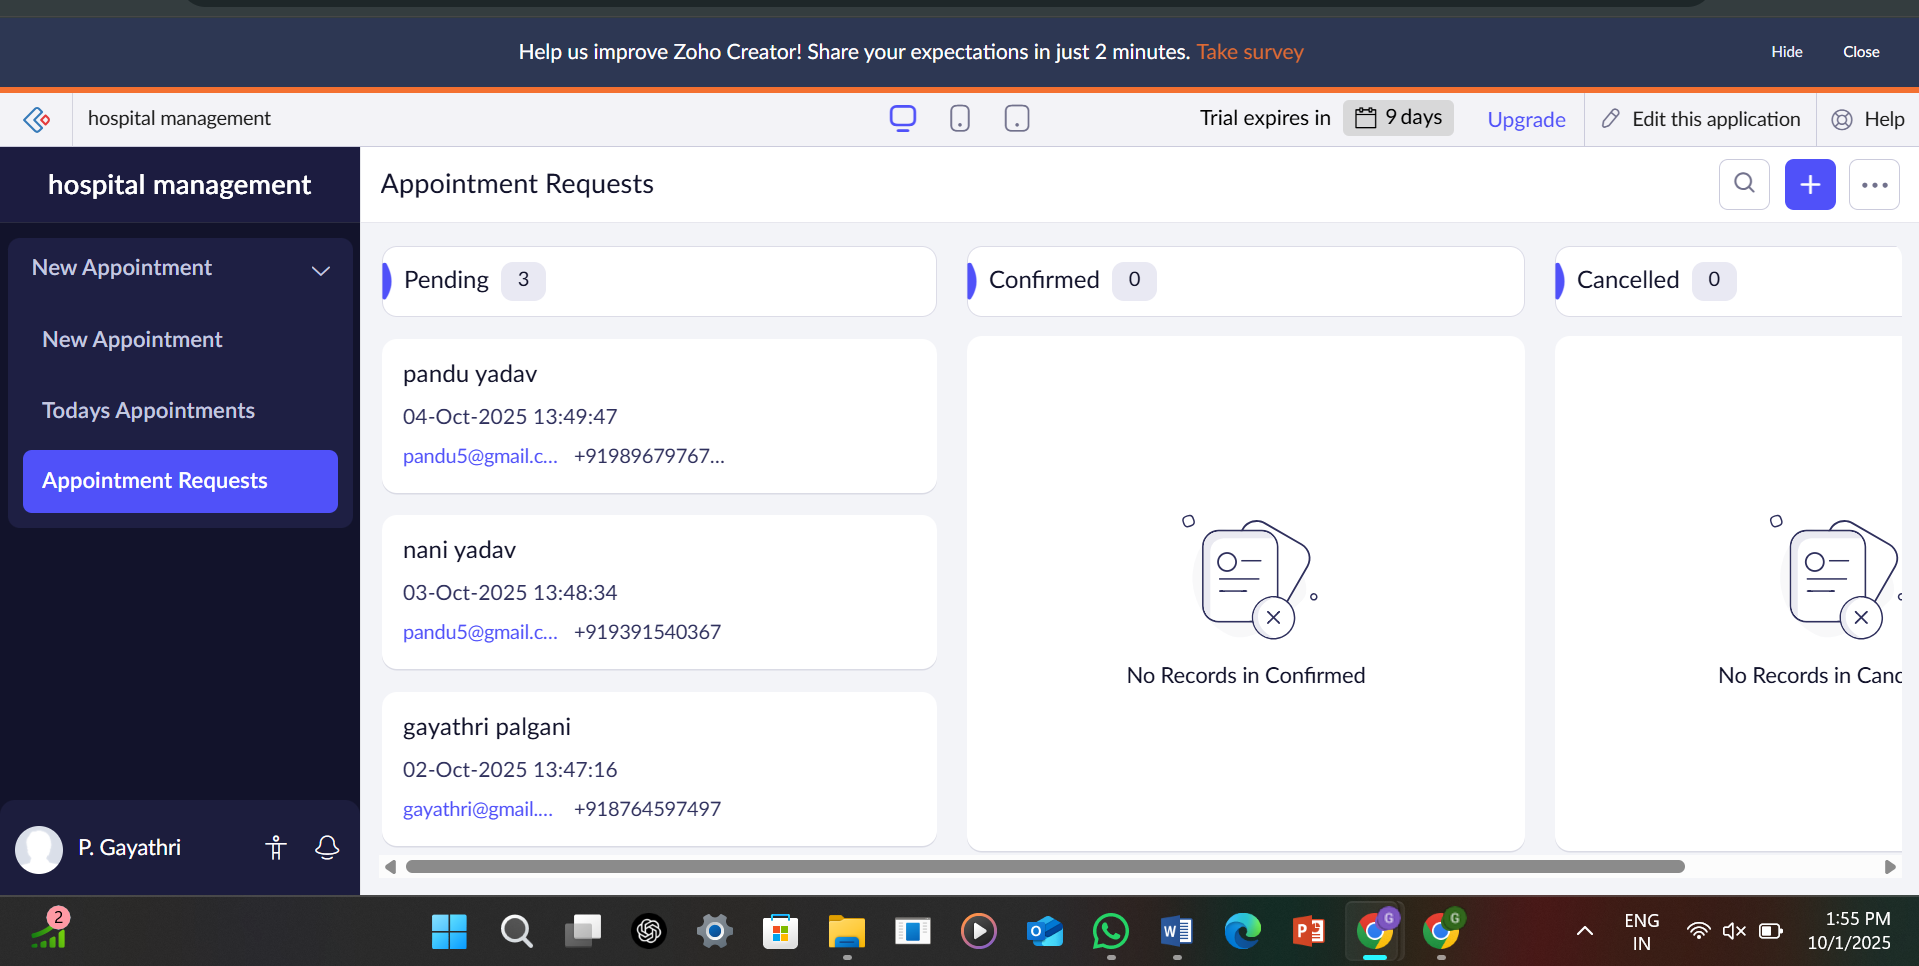 Help us improve Zoho Creator! Share your expectations in just 2 minutes. Take survey
Hide
Close
hospital management
Trial expires in
9 days
Upgrade
Edit this application
Help
hospital management
New Appointment
New Appointment
Todays Appointments
Appointment Requests
P. Gayathri
Appointment Requests
Pending 3
pandu yadav
04-Oct-2025 13:49:47
pandu5@gmail.c... +91989679767...
nani yadav
03-Oct-2025 13:48:34
pandu5@gmail.c... +919391540367
gayathri palgani
02-Oct-2025 13:47:16
gayathri@gmail.... +918764597497
Confirmed 0
No Records in Confirmed
Cancelled 0
No Records in Canc
2
G
G
ENG
IN
1:55 PM
10/1/2025